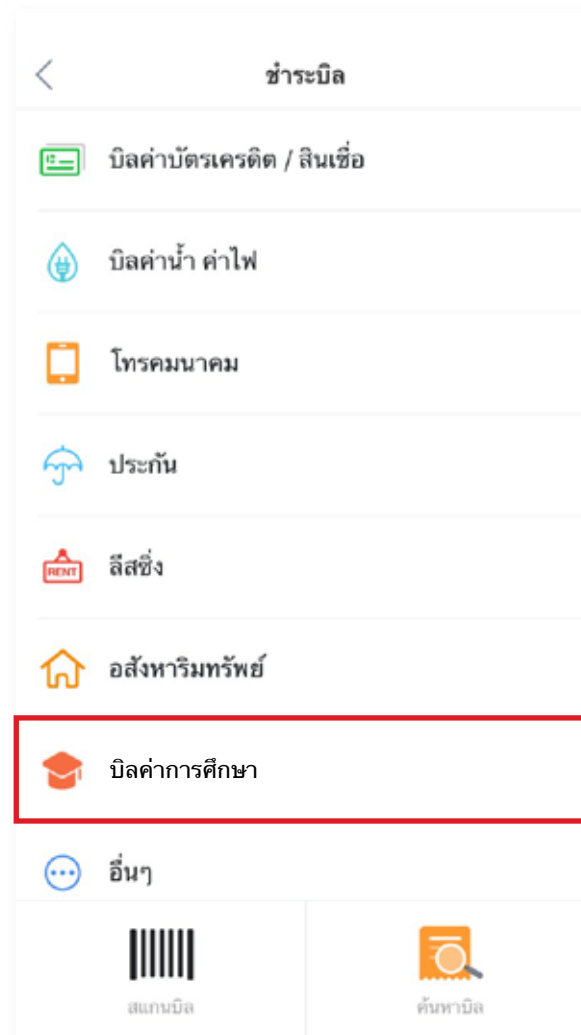 ชำระบิล
บิลค่าบัตรเครดิต / สินเชื่อ
บิลค่าน้ำ ค่าไฟ
โทรคมนาคม
ประกัน
RENT
ลีสซิ่ง
อสังหาริมทรัพย์
บิลค่าการศึกษา
อื่นๆ
สแกนบิล
ค้นหาบิล